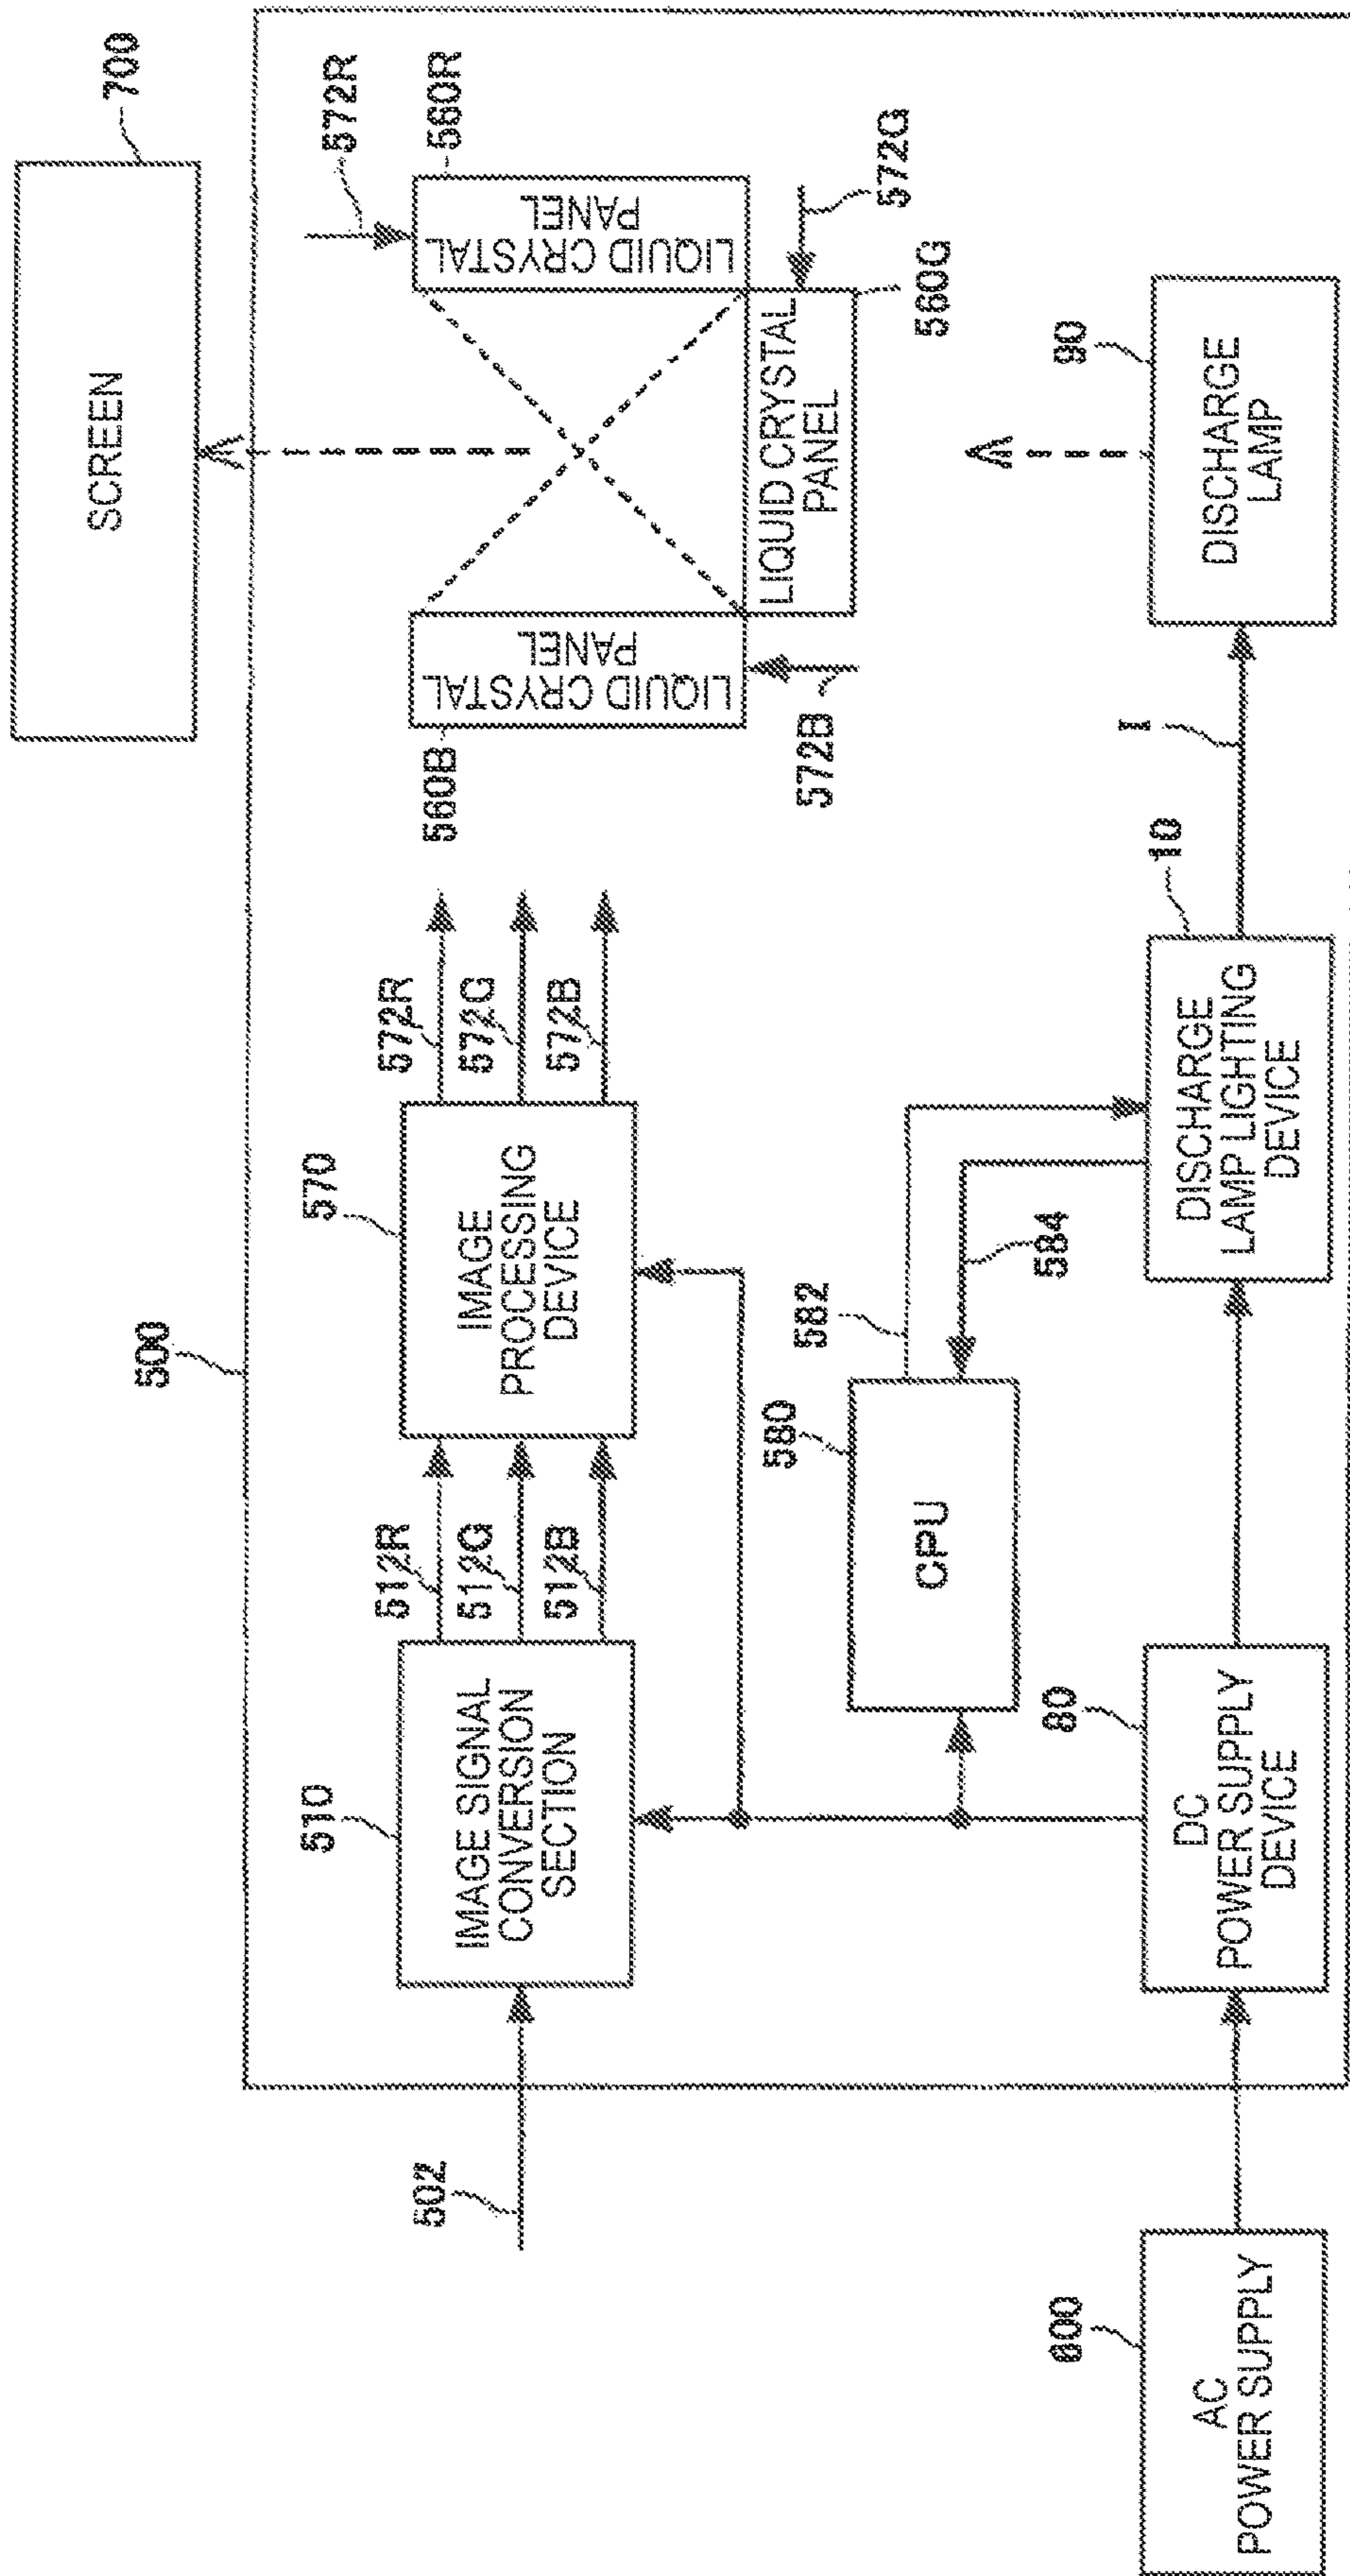 700
SCREEN
500
572R
560R
LIQUID CRYSTAL
PANEL
560B
LIQUID CRYSTAL
PANEL
572B
LIQUID CRYSTAL
PANEL
572G
560G
502
510
IMAGE SIGNAL
CONVERSION
SECTION
512R
512G
512B
570
IMAGE
PROCESSING
DEVICE
572R
572G
572B
580
CPU
582
584
600
AC
POWER SUPPLY
80
DC
POWER SUPPLY
DEVICE
10
DISCHARGE
LAMP LIGHTING
DEVICE
I
90
DISCHARGE
LAMP